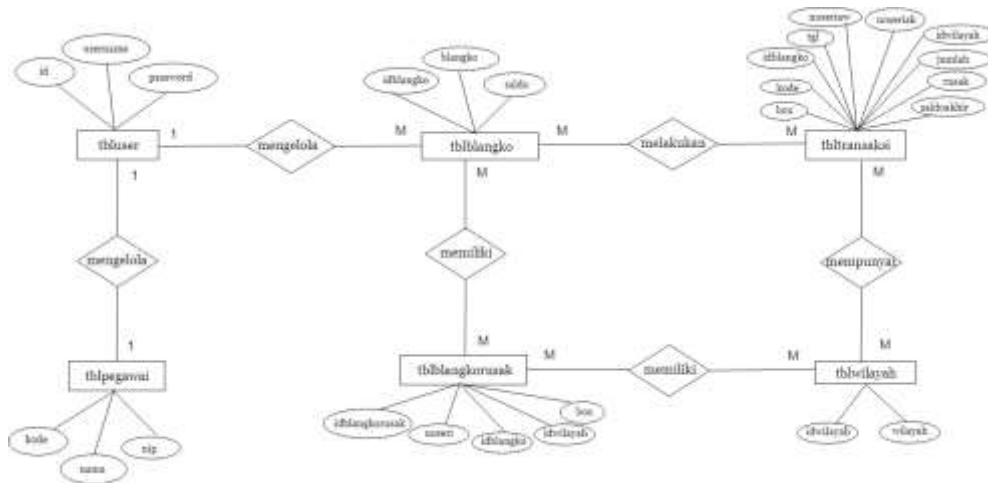 username
id
password
blangko
idblangko
saldo
noseriaw
noseriak
tgl
idwilayah
idblangko
jumlah
kode
rusak
box
saldoakhir
tbluser
1
mengelola
M
tblblangko
M
melakukan
M
tbltransaksi
1
M
M
mengelola
memiliki
mempunyai
1
M
M
tblpegawai
tblblangkorusak
M
memiliki
M
tblwilayah
kode
nama
nip
idblangkorusak
noseri
idblangko
idwilayah
box
idwilayah
wilayah